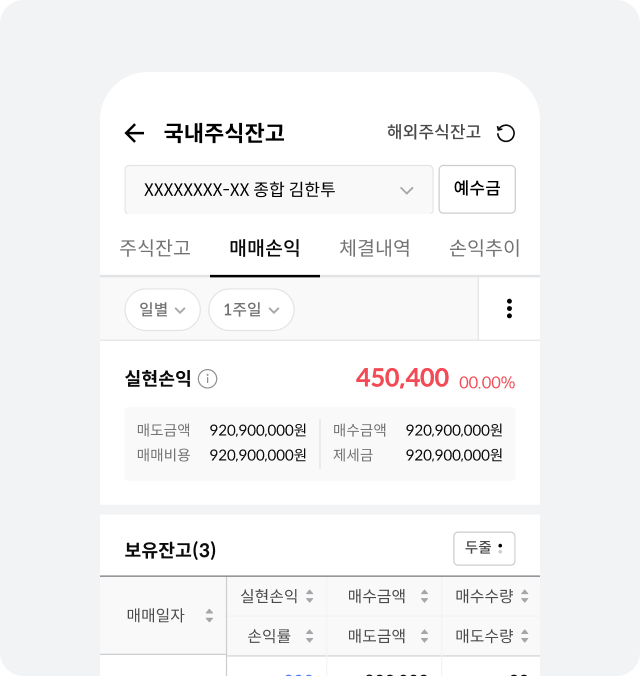 국내주식잔고 해외주식잔고
XXXXXXXX-XX 종합 김한투 예수금
주식잔고 매매손익 체결내역 손익추이
일별 1주일
실현손익 450,400 00.00%
매도금액 920,900,000원 매수금액 920,900,000원
매매비용 920,900,000원 제세금 920,900,000원
보유잔고(3) 두줄
매매일자
실현손익 매수금액 매수수량
손익률 매도금액 매도수량